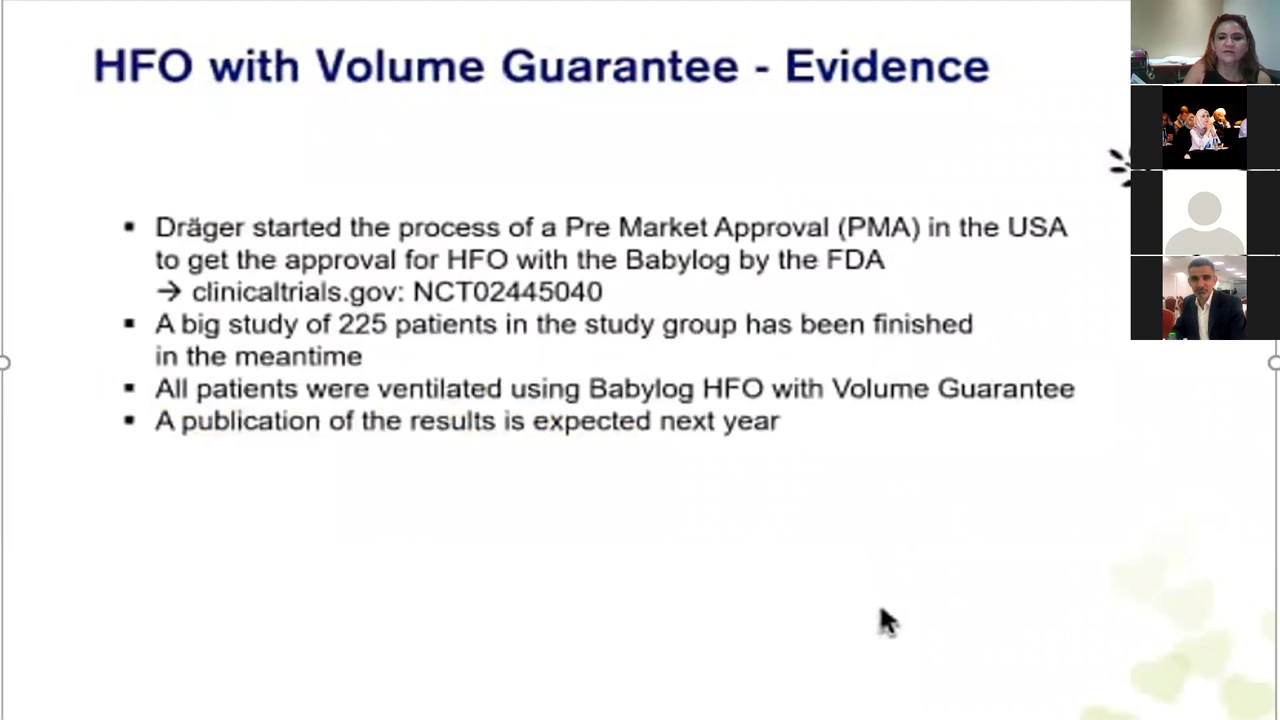 HFO with Volume Guarantee - Evidence
▪ Dräger started the process of a Pre Market Approval (PMA) in the USA
to get the approval for HFO with the Babylog by the FDA
→ clinicaltrials.gov: NCT02445040
▪ A big study of 225 patients in the study group has been finished
in the meantime
▪ All patients were ventilated using Babylog HFO with Volume Guarantee
▪ A publication of the results is expected next year